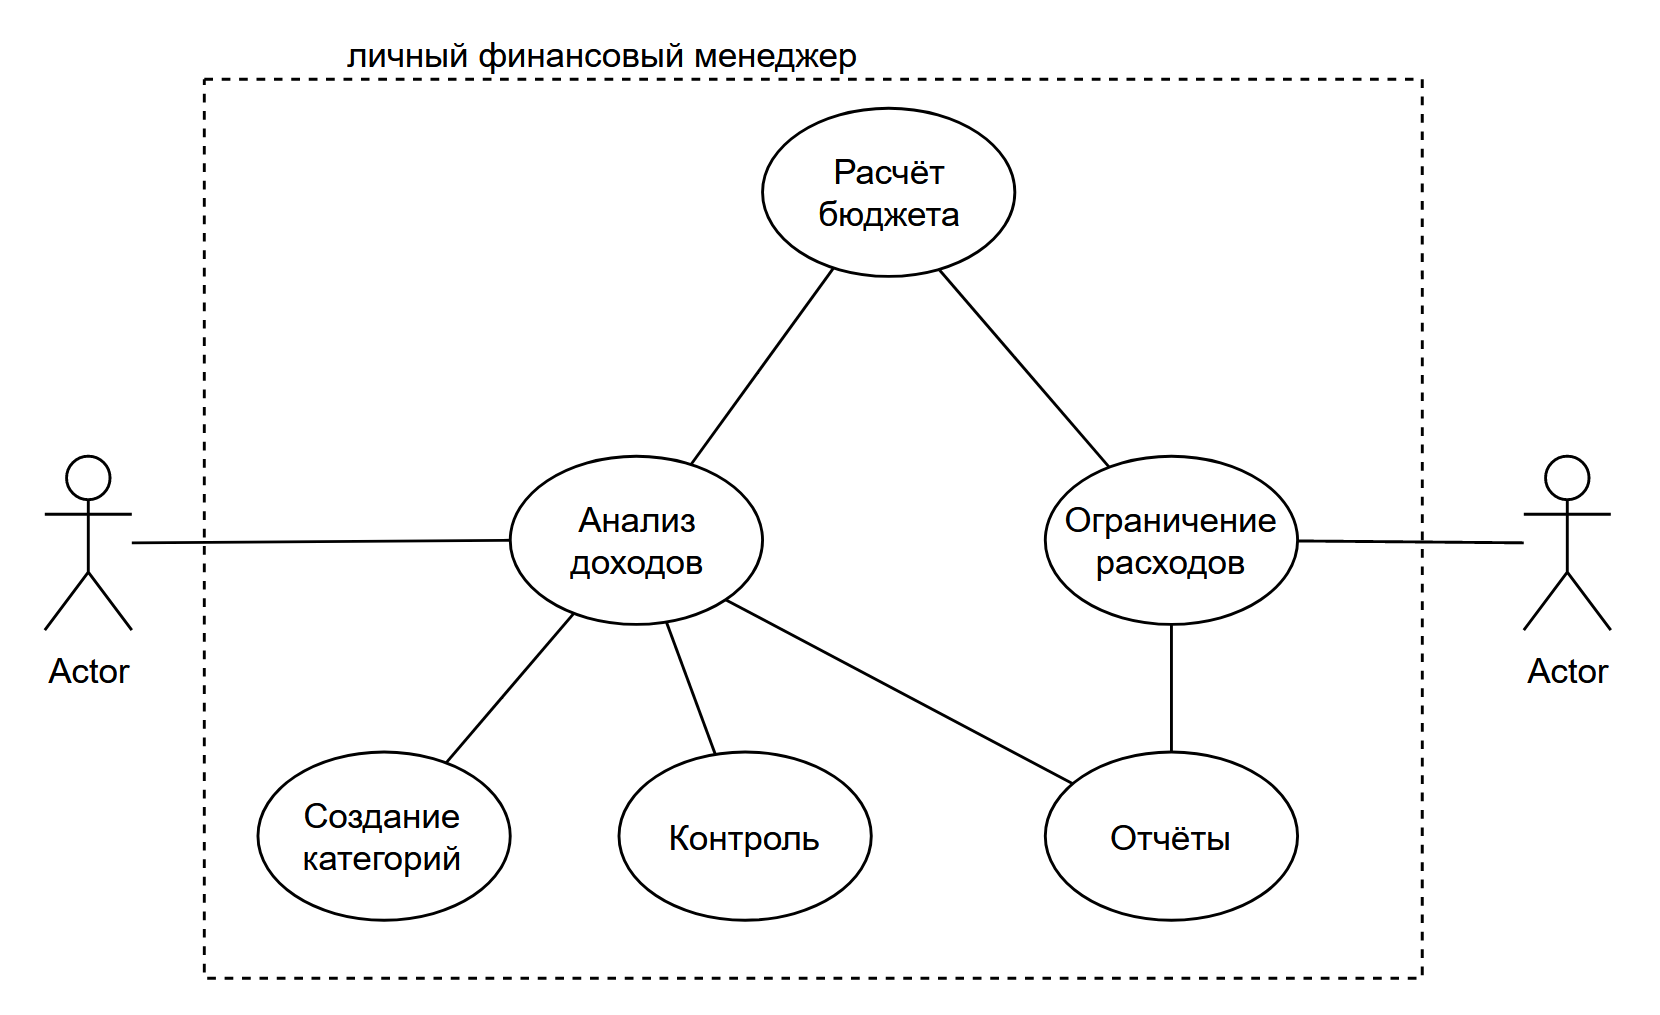 личный финансовый менеджер
Расчёт
бюджета
Анализ
доходов
Ограничение
расходов
Actor
Actor
Создание
категорий
Контроль
Отчёты